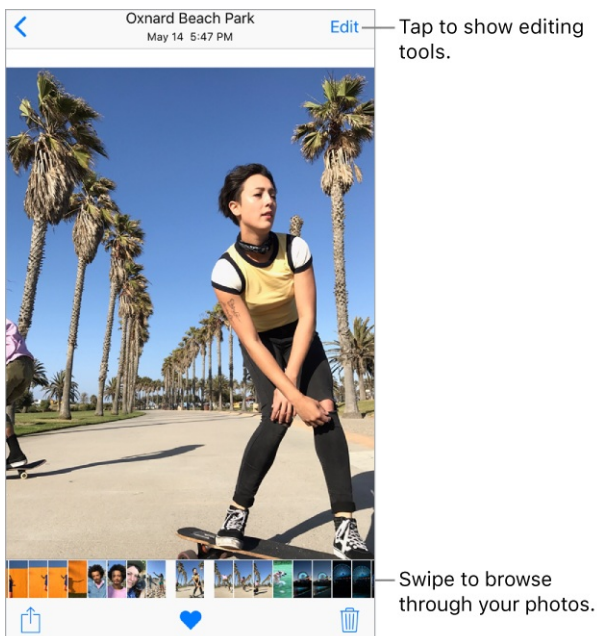 Oxnard Beach Park
May 14 5:47 PM
Edit
Tap to show editing
tools.
Swipe to browse
through your photos.